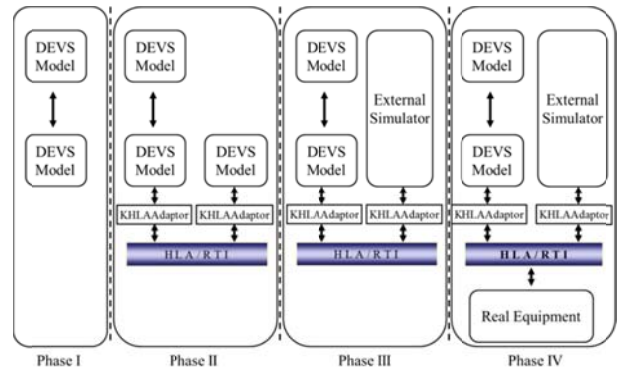 DEVS
Model
DEVS
Model
Phase I
DEVS
Model
DEVS
Model
DEVS
Model
KHLAAdaptor
KHLAAdaptor
HLA/RTI
Phase II
DEVS
Model
External
Simulator
DEVS
Model
KHLAAdaptor
KHLAAdaptor
HLA/RTI
Phase III
DEVS
Model
External
Simulator
DEVS
Model
KHLAAdaptor
KHLAAdaptor
HLA/RTI
Real Equipment
Phase IV